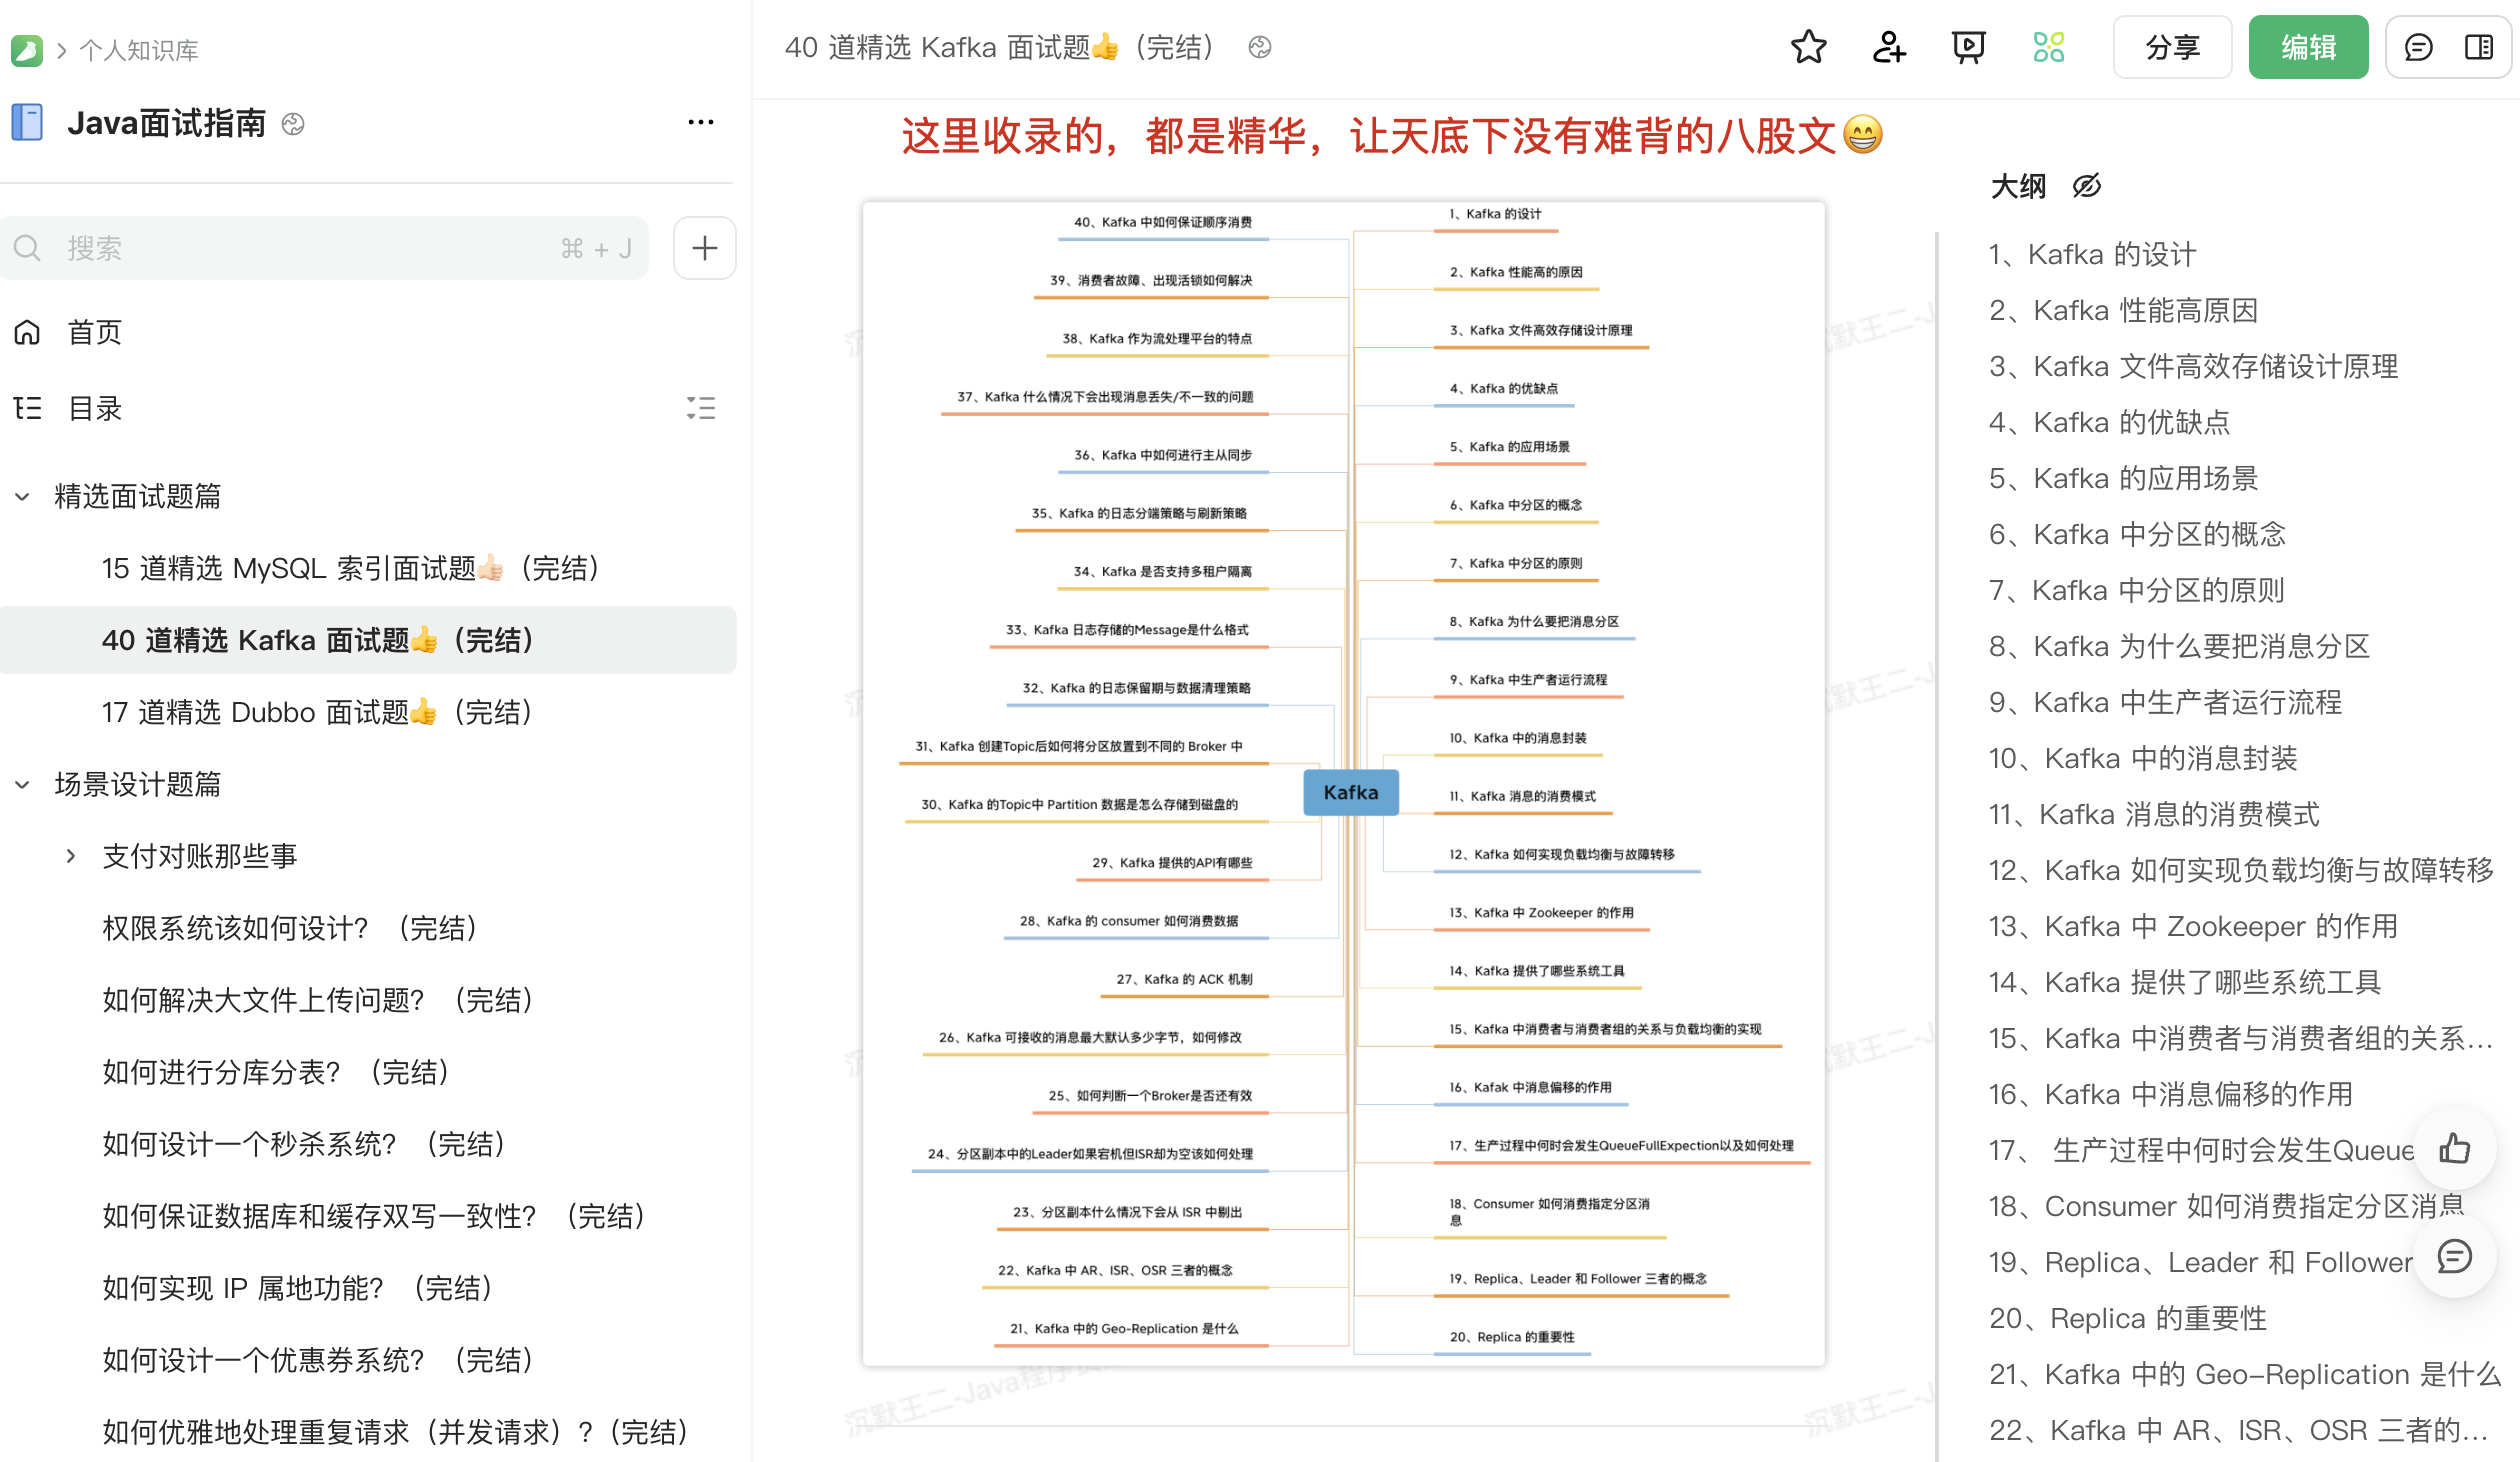 个人知识库
Java面试指南
搜索
⌘ + J
首页
目录
精选面试题篇
15 道精选 MySQL 索引面试题👍🏻（完结）
40 道精选 Kafka 面试题👍（完结）
17 道精选 Dubbo 面试题👍（完结）
场景设计题篇
支付对账那些事
权限系统该如何设计？（完结）
如何解决大文件上传问题？（完结）
如何进行分库分表？（完结）
如何设计一个秒杀系统？（完结）
如何保证数据库和缓存双写一致性？（完结）
如何实现 IP 属地功能？（完结）
如何设计一个优惠券系统？（完结）
如何优雅地处理重复请求（并发请求）?（完结）
40 道精选 Kafka 面试题👍（完结）
分享
编辑
这里收录的，都是精华，让天底下没有难背的八股文😄
40、Kafka 中如何保证顺序消费
39、消费者故障、出现活锁如何解决
38、Kafka 作为流处理平台的特点
37、Kafka 什么情况下会出现消息丢失/不一致的问题
36、Kafka 中如何进行主从同步
35、Kafka 的日志分端策略与刷新策略
34、Kafka 是否支持多租户隔离
33、Kafka 日志存储的Message是什么格式
32、Kafka 的日志保留期与数据清理策略
31、Kafka 创建Topic后如何将分区放置到不同的 Broker 中
30、Kafka 的Topic中 Partition 数据是怎么存储到磁盘的
29、Kafka 提供的API有哪些
28、Kafka 的 consumer 如何消费数据
27、Kafka 的 ACK 机制
26、Kafka 可接收的消息最大默认多少字节，如何修改
25、如何判断一个Broker是否还有效
24、分区副本中的Leader如果宕机但ISR却为空该如何处理
23、分区副本什么情况下会从 ISR 中剔出
22、Kafka 中 AR、ISR、OSR 三者的概念
21、Kafka 中的 Geo-Replication 是什么
Kafka
1、Kafka 的设计
2、Kafka 性能高的原因
3、Kafka 文件高效存储设计原理
4、Kafka 的优缺点
5、Kafka 的应用场景
6、Kafka 中分区的概念
7、Kafka 中分区的原则
8、Kafka 为什么要把消息分区
9、Kafka 中生产者运行流程
10、Kafka 中的消息封装
11、Kafka 消息的消费模式
12、Kafka 如何实现负载均衡与故障转移
13、Kafka 中 Zookeeper 的作用
14、Kafka 提供了哪些系统工具
15、Kafka 中消费者与消费者组的关系与负载均衡的实现
16、Kafak 中消息偏移的作用
17、生产过程中何时会发生QueueFullExpection以及如何处理
18、Consumer 如何消费指定分区消
息
19、Replica、Leader 和 Follower 三者的概念
20、Replica 的重要性
沉默王二-Java程序员
大纲
1、Kafka 的设计
2、Kafka 性能高原因
3、Kafka 文件高效存储设计原理
4、Kafka 的优缺点
5、Kafka 的应用场景
6、Kafka 中分区的概念
7、Kafka 中分区的原则
8、Kafka 为什么要把消息分区
9、Kafka 中生产者运行流程
10、Kafka 中的消息封装
11、Kafka 消息的消费模式
12、Kafka 如何实现负载均衡与故障转移
13、Kafka 中 Zookeeper 的作用
14、Kafka 提供了哪些系统工具
15、Kafka 中消费者与消费者组的关系...
16、Kafka 中消息偏移的作用
17、 生产过程中何时会发生Queue
18、Consumer 如何消费指定分区消息
19、Replica、Leader 和 Follower
20、Replica 的重要性
21、Kafka 中的 Geo-Replication 是什么
22、Kafka 中 AR、ISR、OSR 三者的...